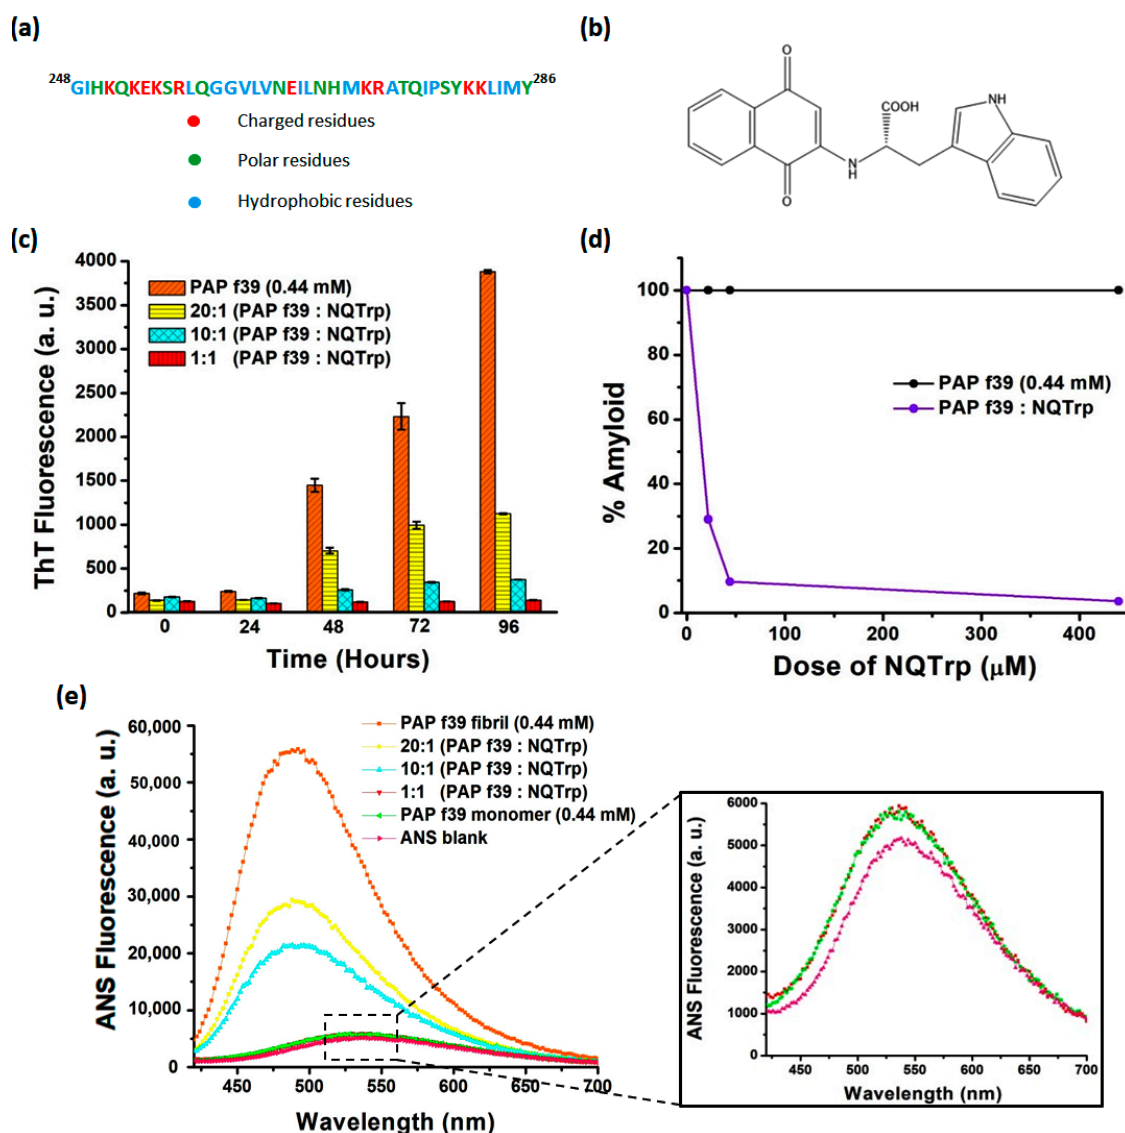 (a)
248GIHKQKEKSRLQGGVLVNEILNHMKRATQIPSYKKLIMY286
Charged residues
Polar residues
Hydrophobic residues
(b)
O
COOH
NH
N
H
O
(c)
ThT Fluorescence (a. u.)
4000
3500
3000
2500
2000
1500
1000
500
0
PAP f39 (0.44 mM)
20:1 (PAP f39 : NQTrp)
10:1 (PAP f39 : NQTrp)
1:1 (PAP f39 : NQTrp)
0 24 48 72 96
Time (Hours)
(d)
% Amyloid
100
80
60
40
20
0
PAP f39 (0.44 mM)
PAP f39 : NQTrp
0 100 200 300 400
Dose of NQTrp (μM)
(e)
ANS Fluorescence (a. u.)
60,000
50,000
40,000
30,000
20,000
10,000
0
PAP f39 fibril (0.44 mM)
20:1 (PAP f39 : NQTrp)
10:1 (PAP f39 : NQTrp)
1:1 (PAP f39 : NQTrp)
PAP f39 monomer (0.44 mM)
ANS blank
450 500 550 600 650 700
Wavelength (nm)
ANS Fluorescence (a. u.)
6000
5000
4000
3000
2000
1000
0
450 500 550 600 650 700
Wavelength (nm)